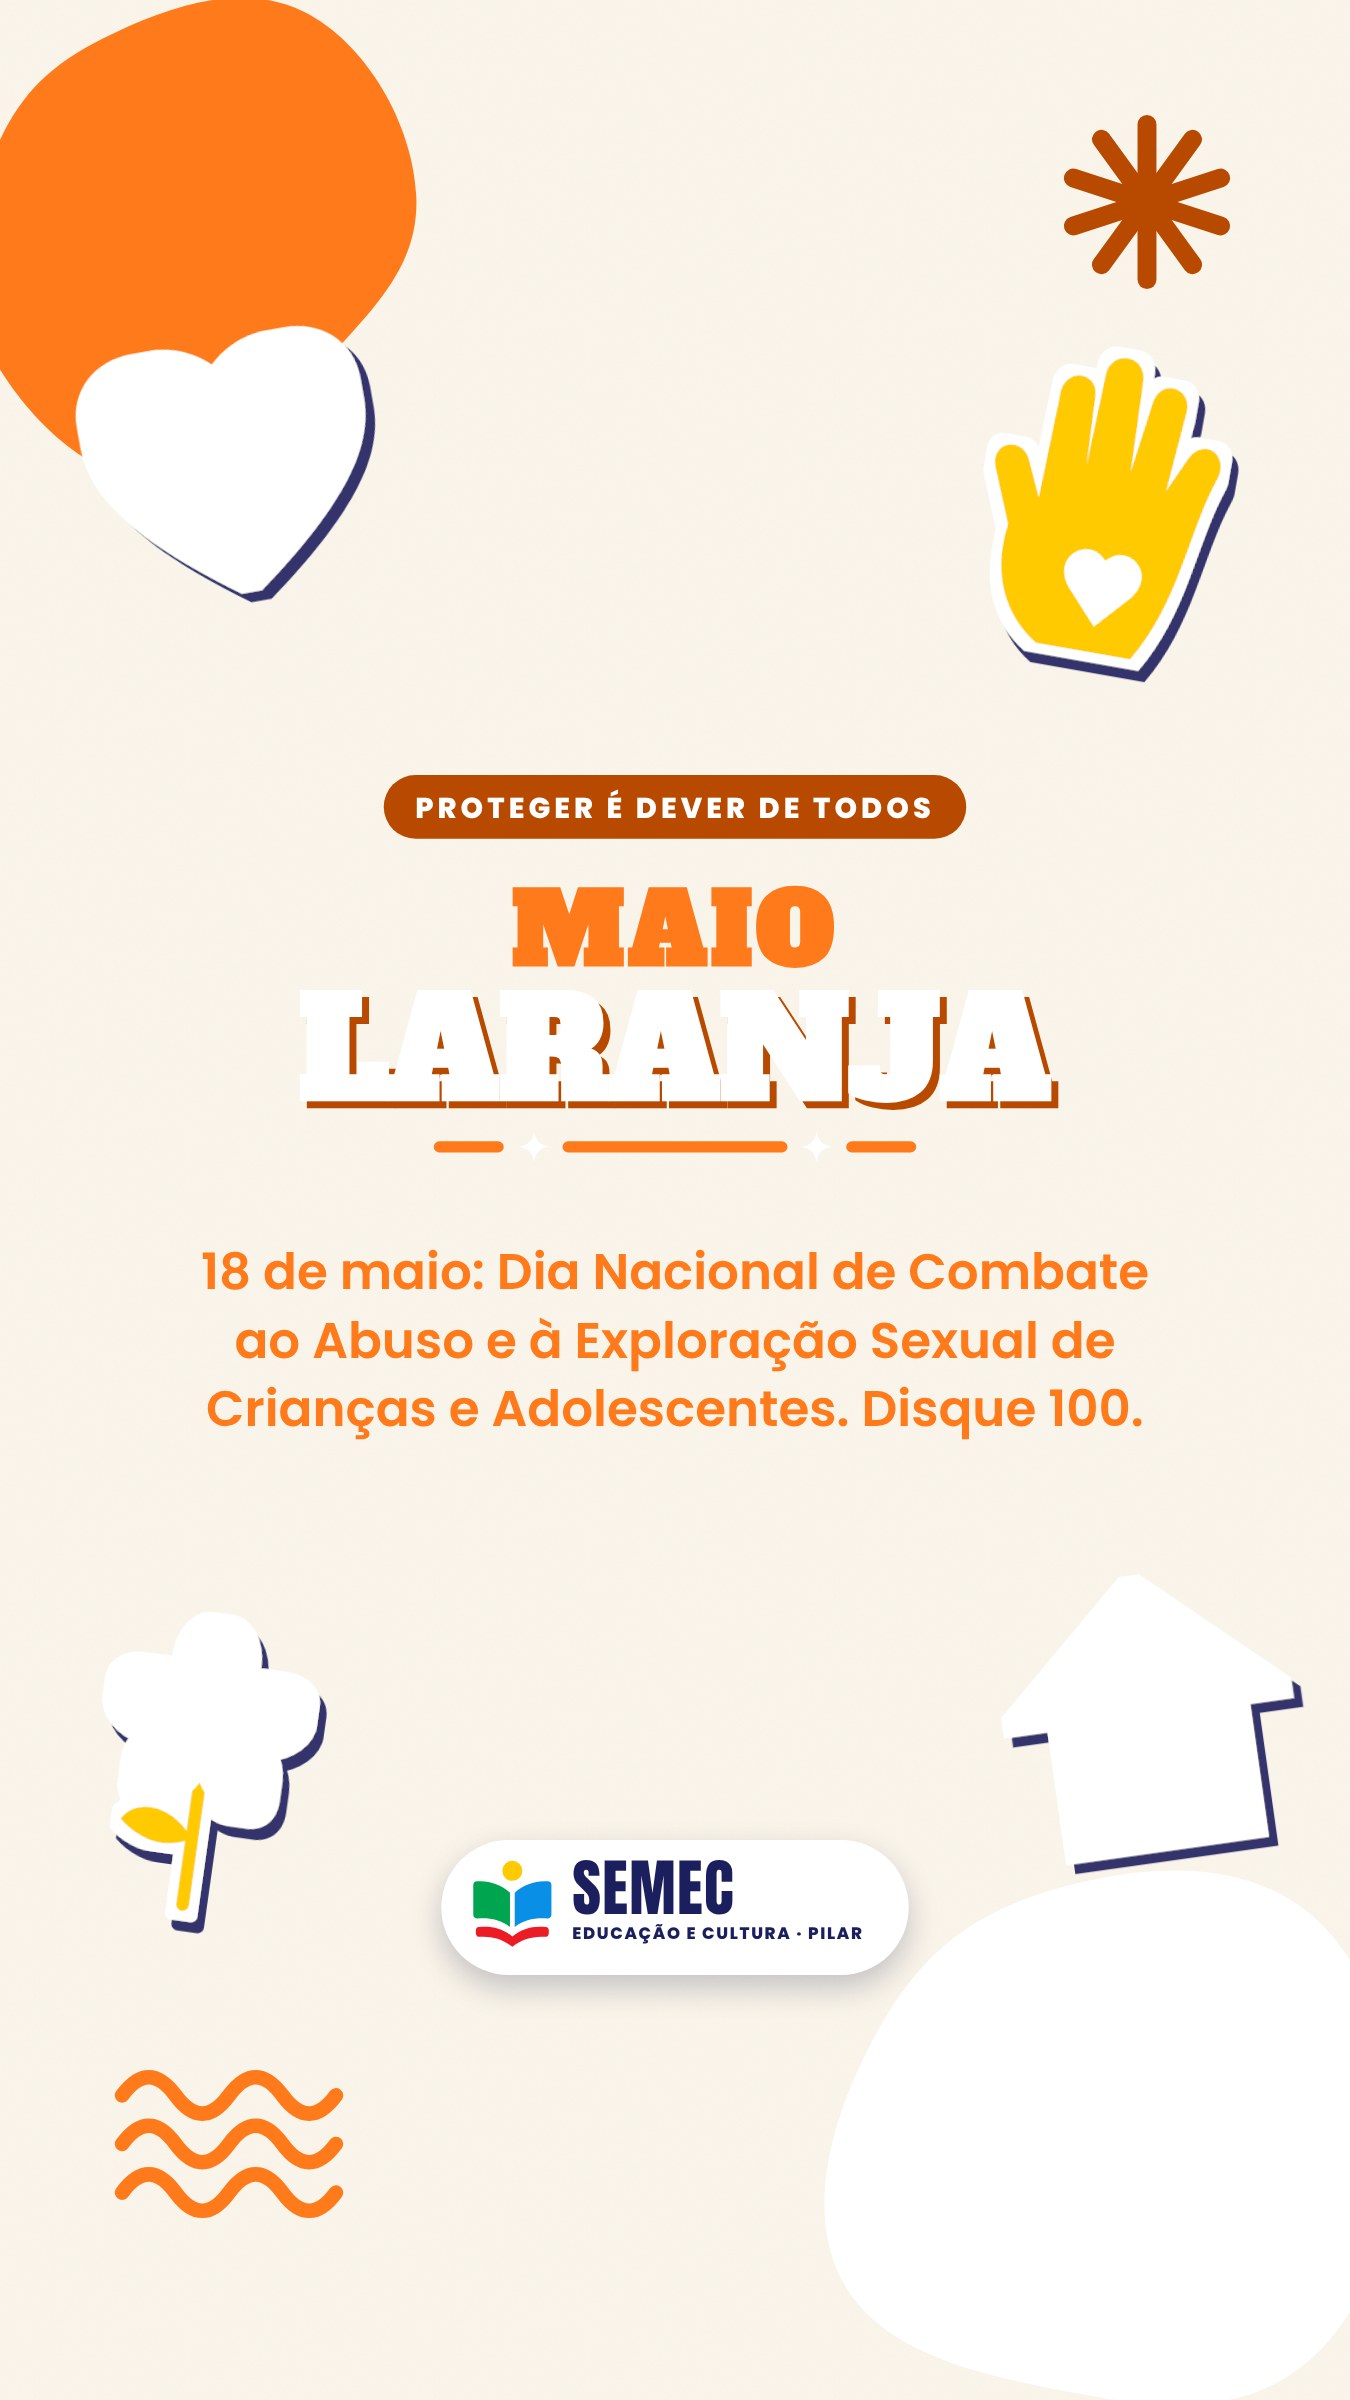 PROTEGER É DEVER DE TODOS
MAIO
LARANJA
18 de maio: Dia Nacional de Combate
ao Abuso e à Exploração Sexual de
Crianças e Adolescentes. Disque 100.
SEMEC
EDUCAÇÃO E CULTURA · PILAR